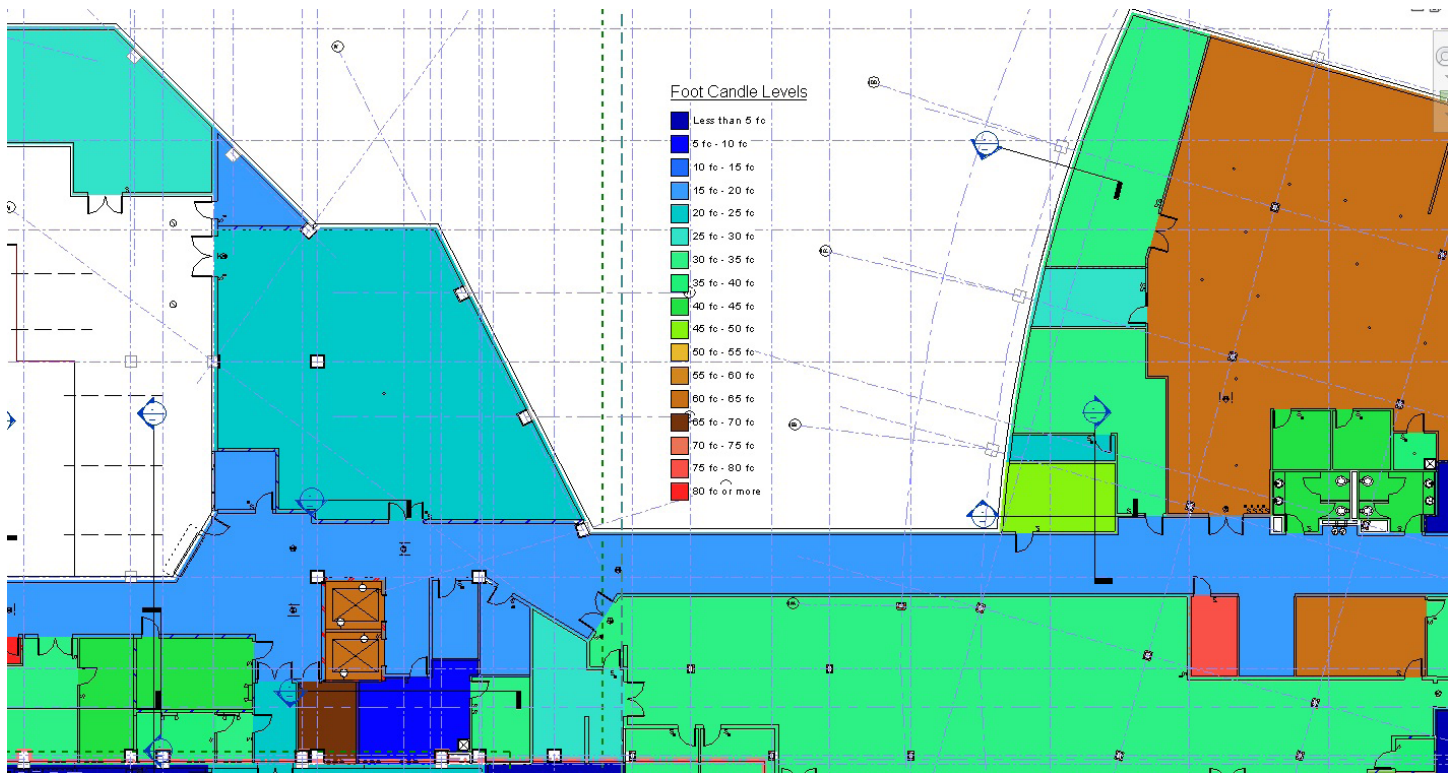 Foot Candle Levels
Less than 5 fc
5 fc - 10 fc
10 fc - 15 fc
15 fc - 20 fc
20 fc - 25 fc
25 fc - 30 fc
30 fc - 35 fc
35 fc - 40 fc
40 fc - 45 fc
45 fc - 50 fc
50 fc - 55 fc
55 fc - 60 fc
60 fc - 65 fc
65 fc - 70 fc
70 fc - 75 fc
75 fc - 80 fc
80 fc or more